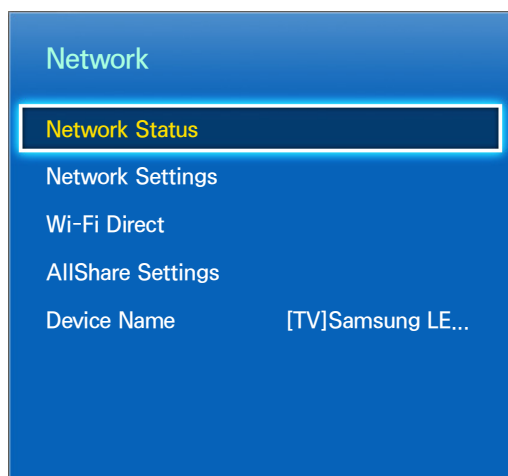 Network
Network Status
Network Settings
Wi-Fi Direct
AllShare Settings
Device Name [TV]Samsung LE...